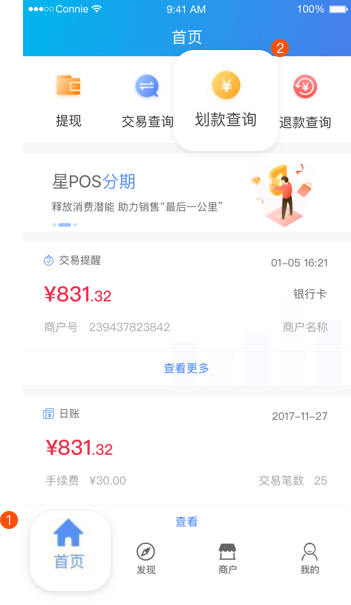 Connie 9:41 AM 100%
首页
2
提现 交易查询 划款查询 退款查询
星POS分期
释放消费潜能 助力销售“最后一公里”
交易提醒 01-05 16:21
¥831.32 银行卡
商户号 239437823842 商户名称
查看更多
日账 2017-11-27
¥831.32
手续费 ¥30.00 交易笔数 25
查看
1
首页 发现 商户 我的